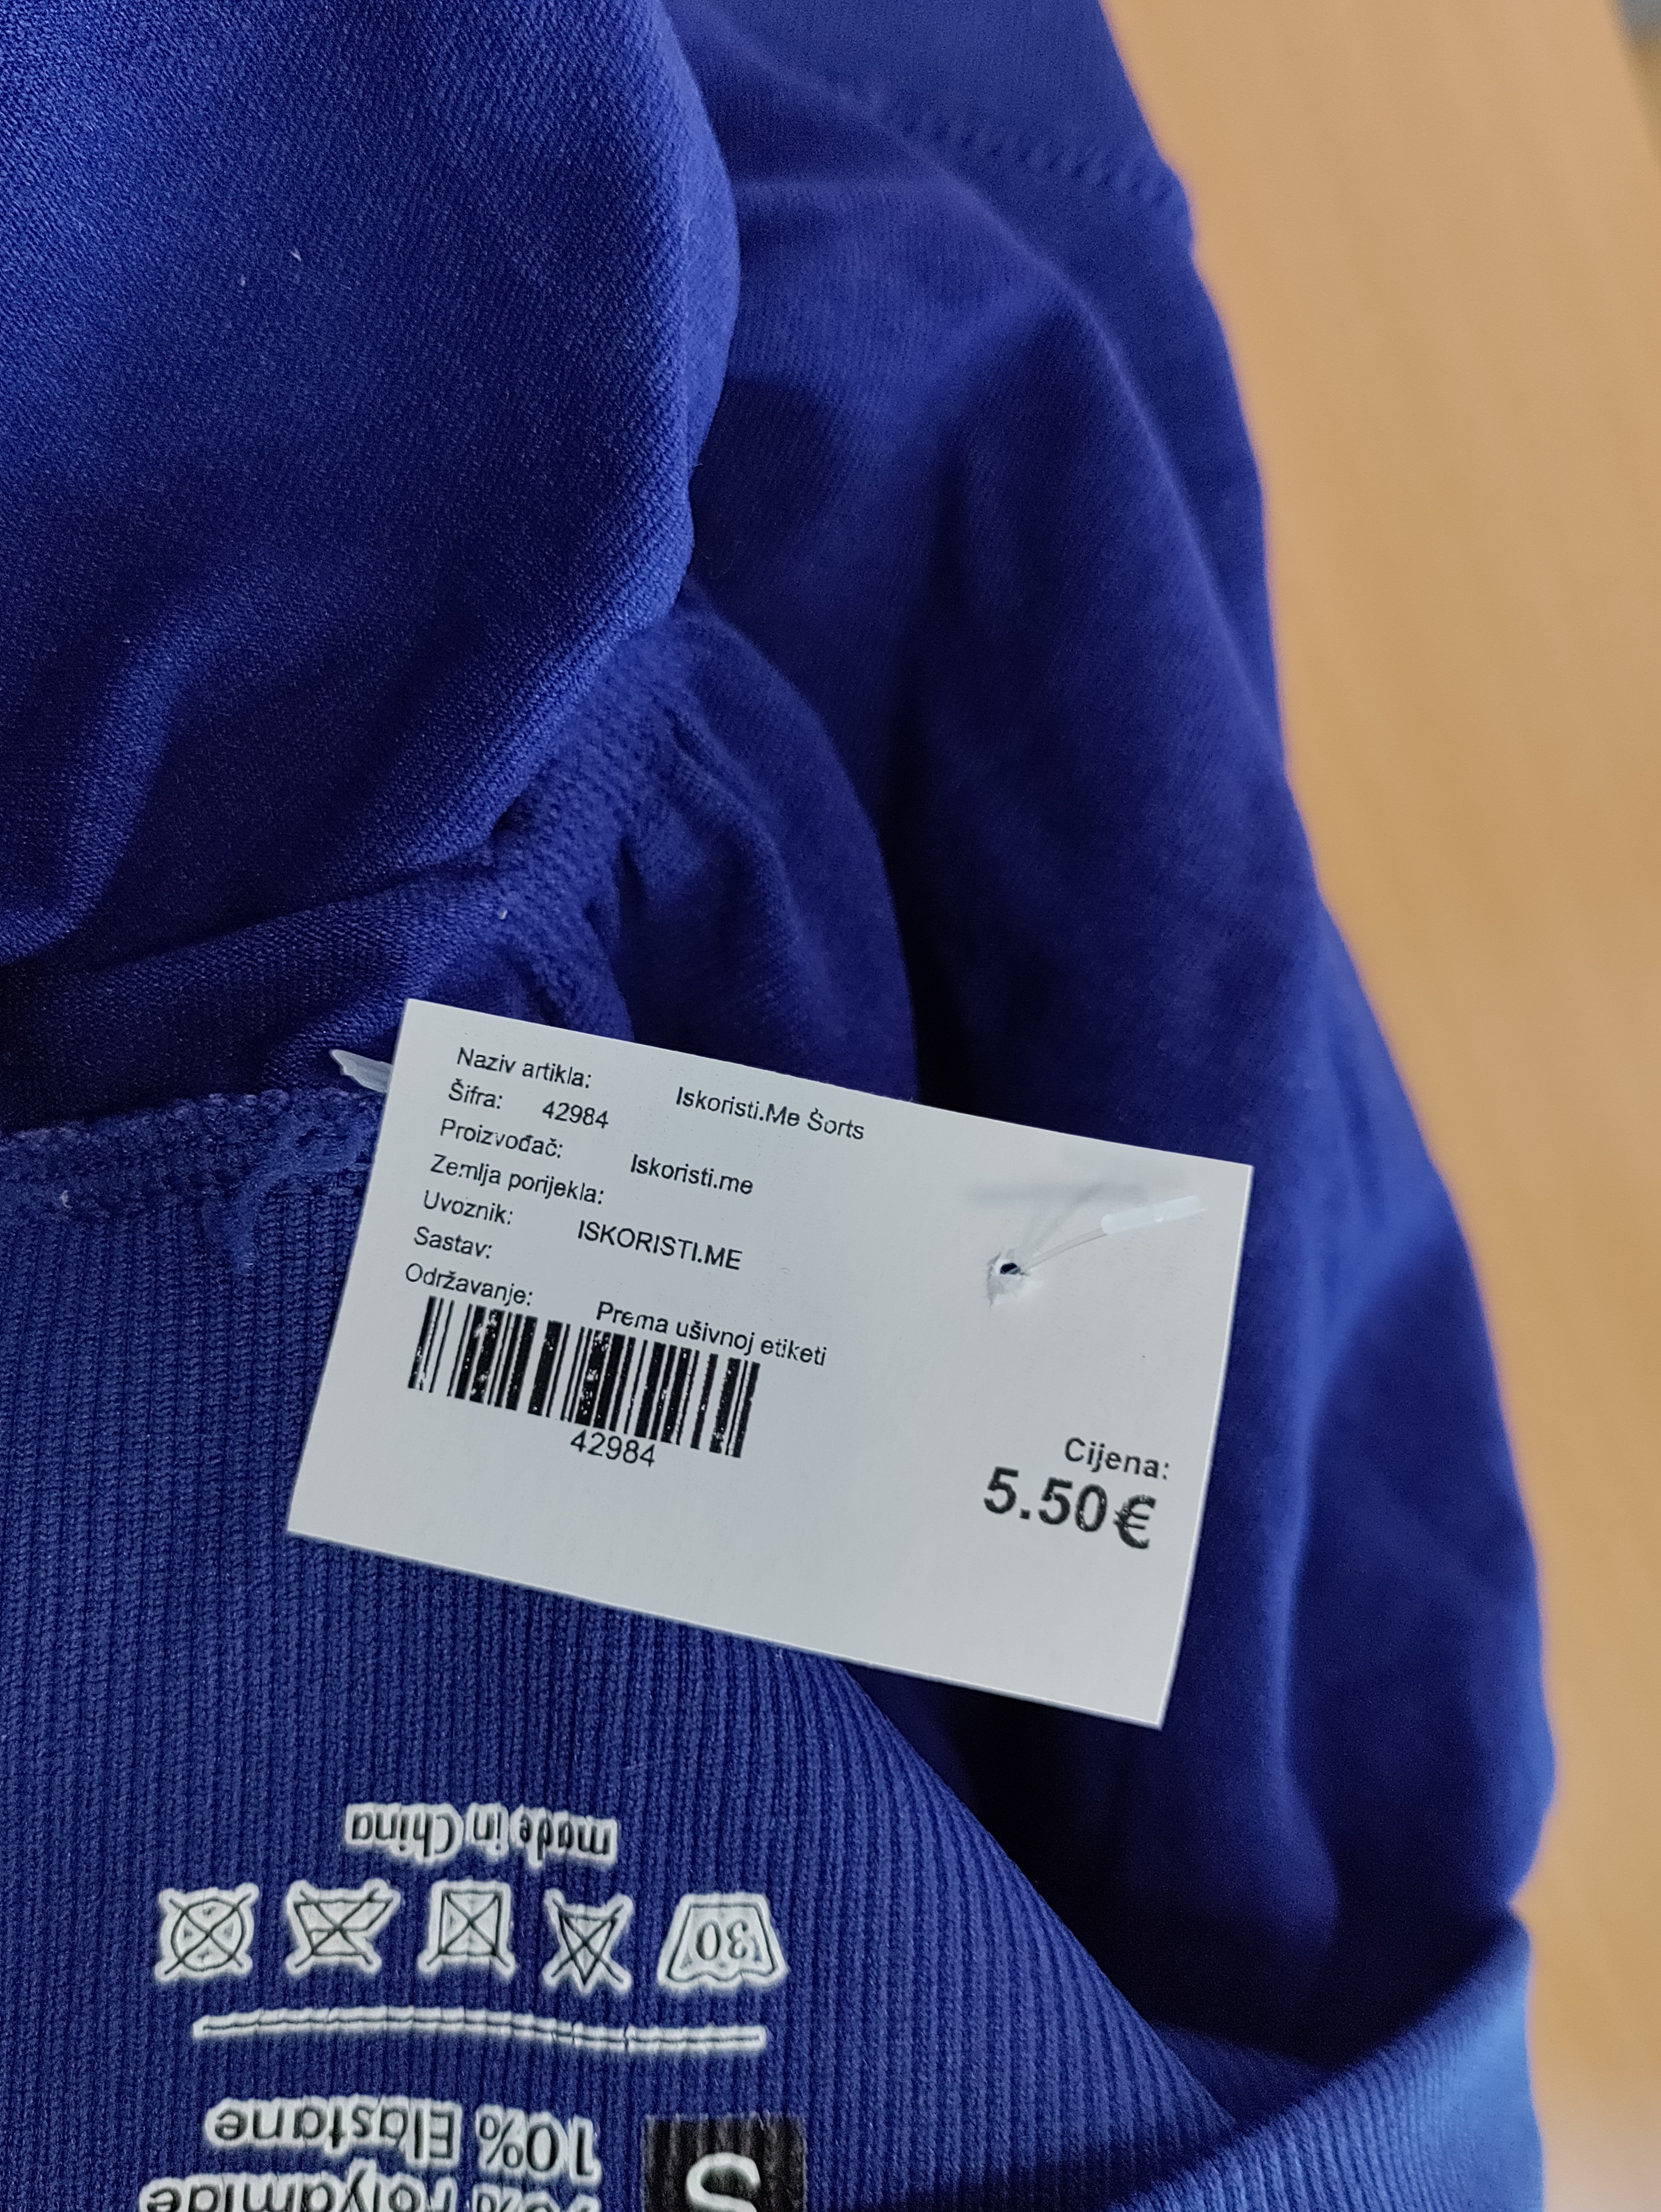 Naziv artikla: Iskoristi.Me Šorts
Šifra: 42984
Proizvođač: Iskoristi.me
Zemlja porijekla:
Uvoznik: ISKORISTI.ME
Sastav:
Održavanje: Prema ušivnoj etiketi
42984
Cijena:
5.50€
S
Polyamide
10% Elastane
30
made in China